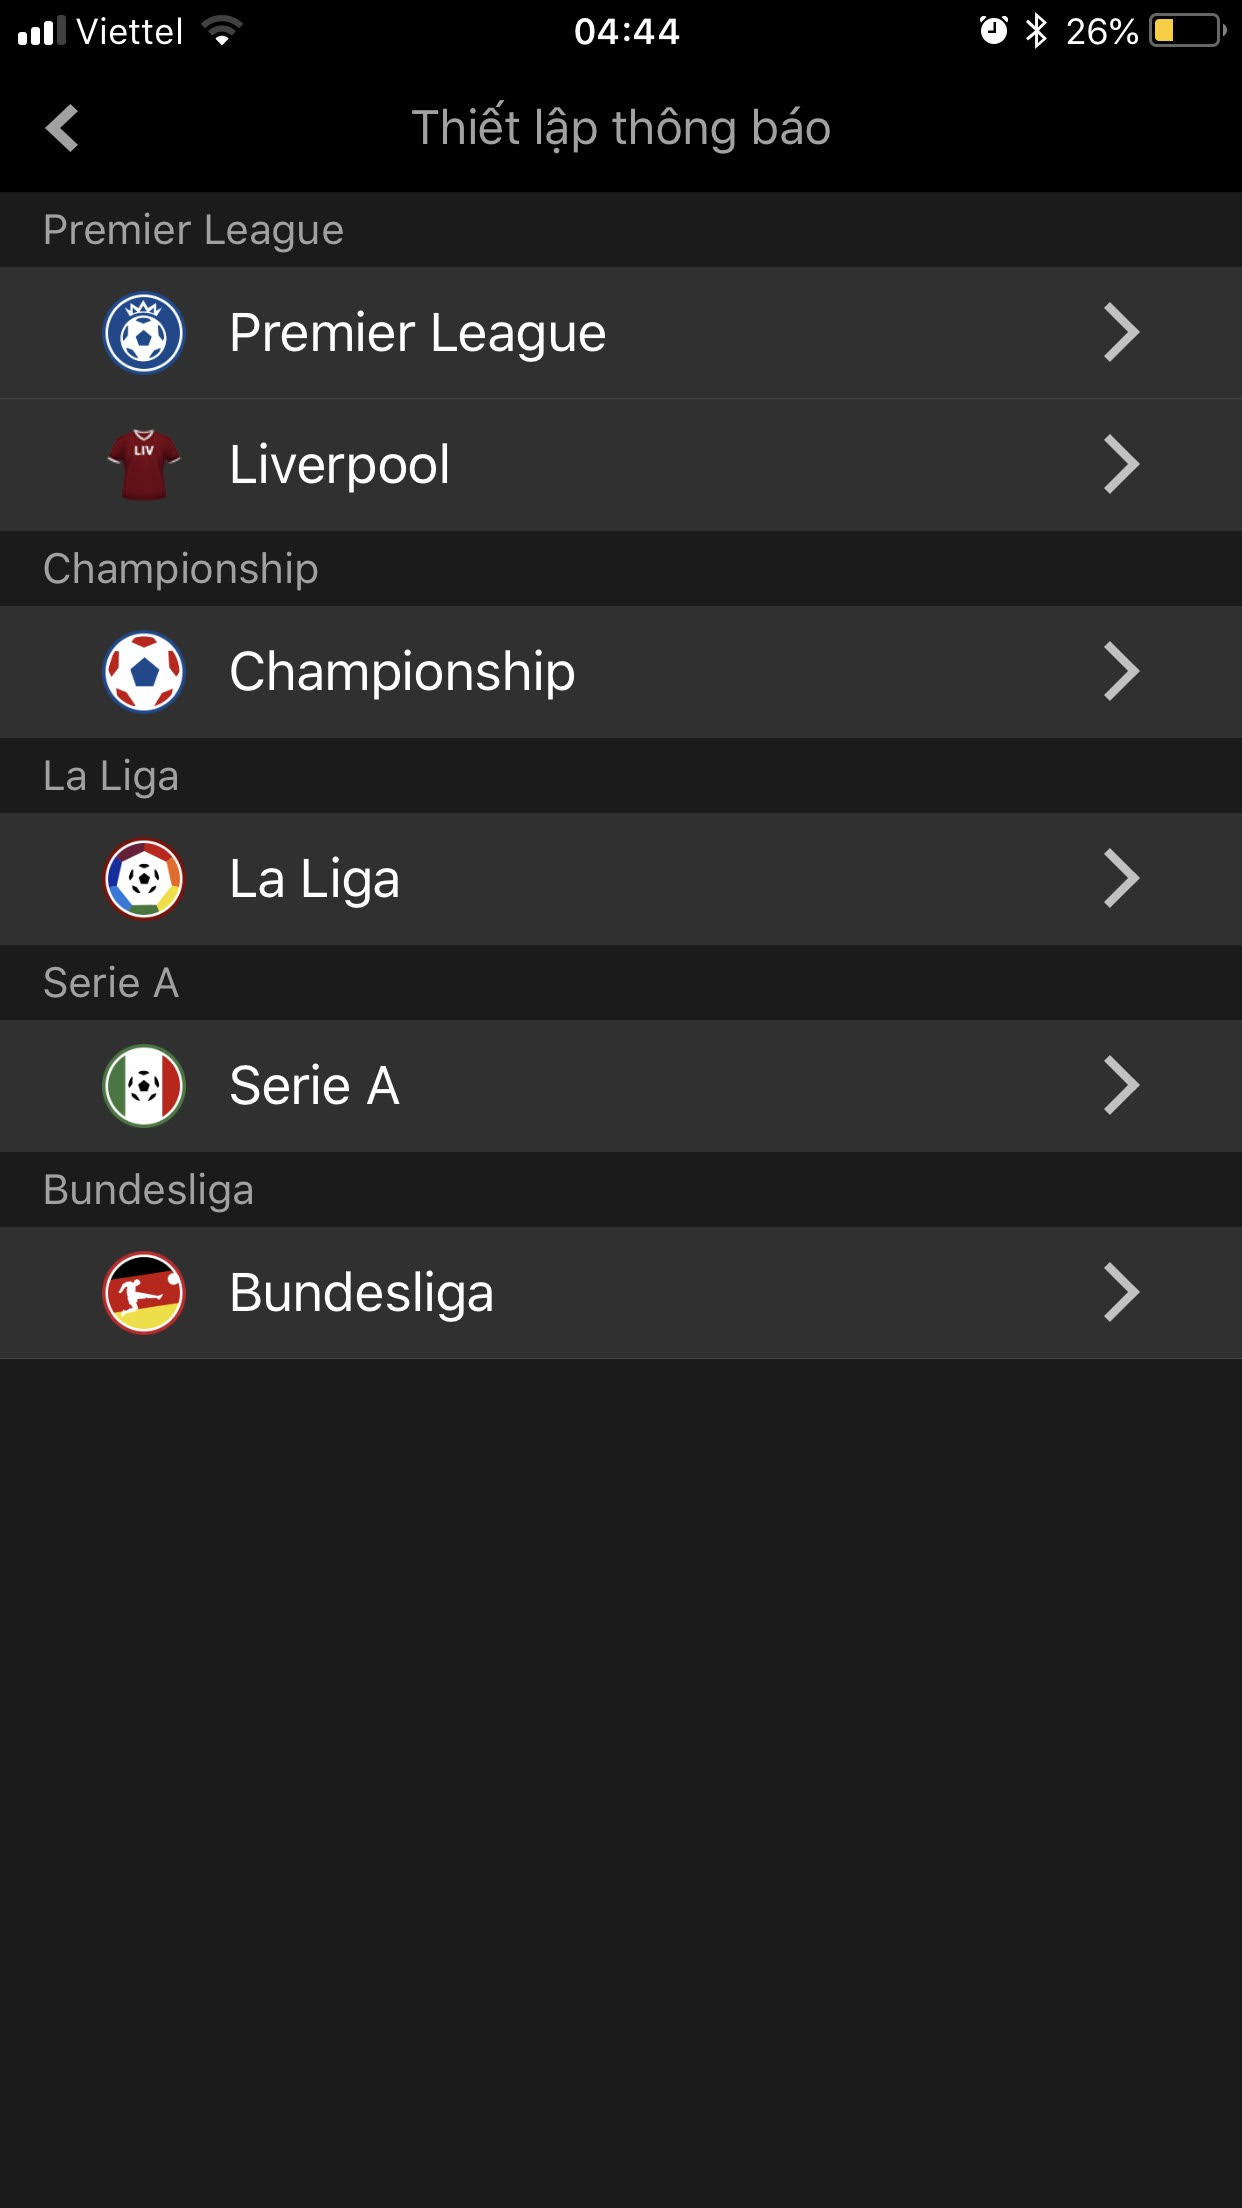 Viettel 04:44 26%
Thiết lập thông báo
Premier League
Premier League
LIV
Liverpool
Championship
Championship
La Liga
La Liga
Serie A
Serie A
Bundesliga
Bundesliga